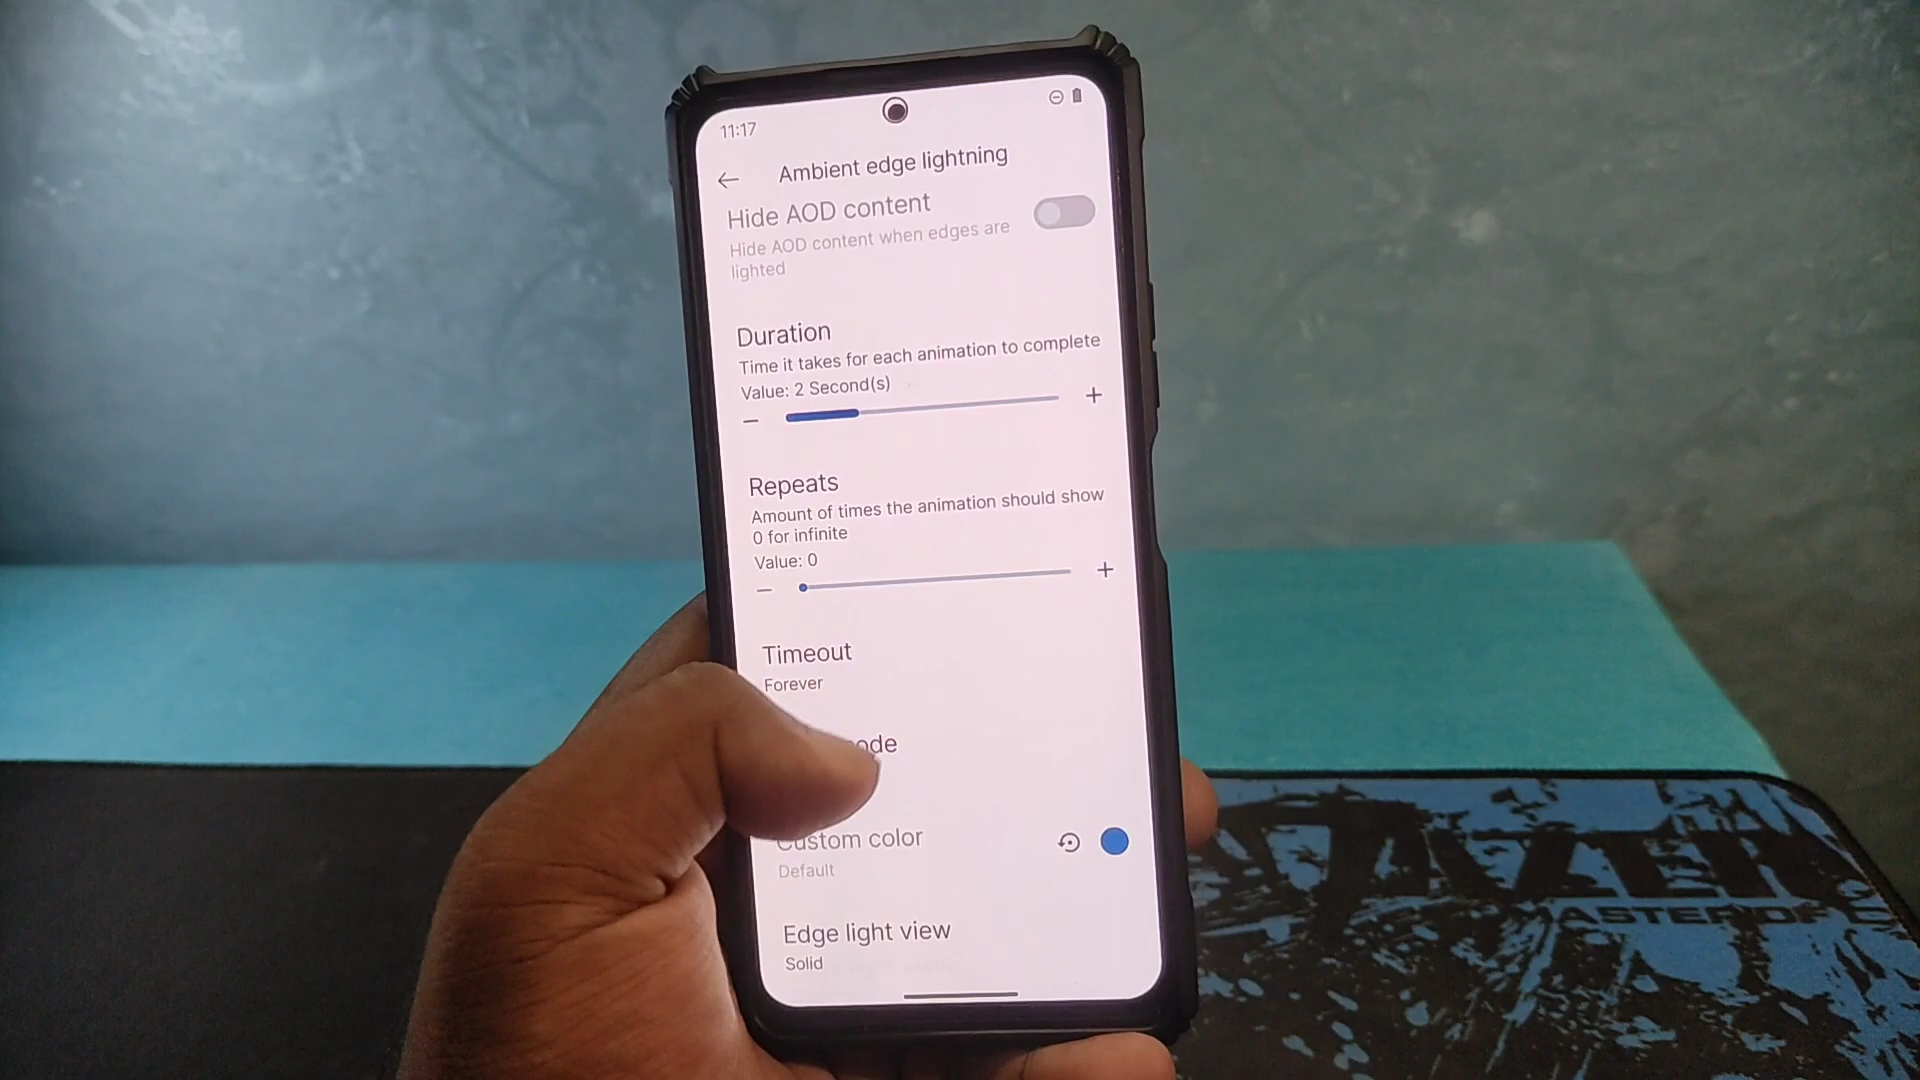 11:17
Ambient edge lightning
Hide AOD content
Hide AOD content when edges are
lighted
Duration
Time it takes for each animation to complete
Value: 2 Second(s)
Repeats
Amount of times the animation should show
0 for infinite
Value: 0
Timeout
Forever
Custom color
Default
Edge light view
Solid
MASTER OF